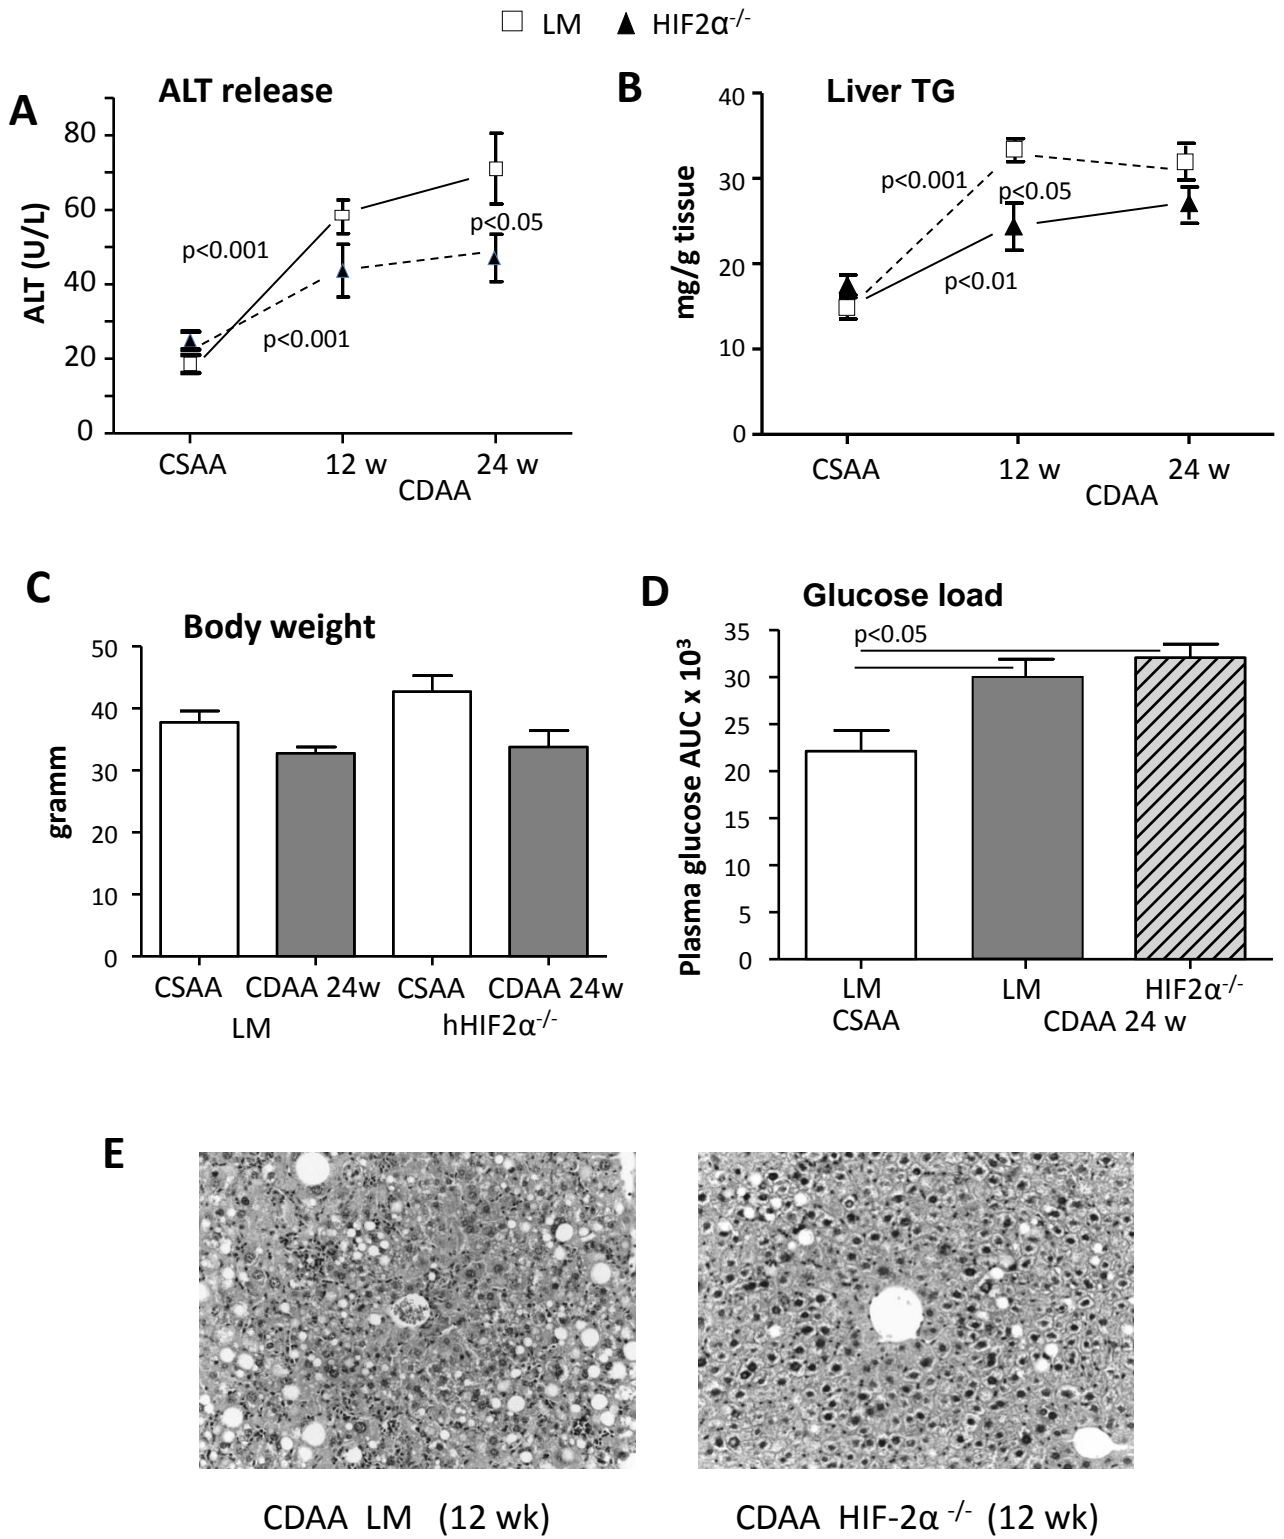 LM HIF2α-/-
A ALT release
ALT (U/L)
80
60
40
20
0
p<0.001
p<0.001
p<0.05
CSAA 12 w 24 w
CDAA
B Liver TG
mg/g tissue
40
30
20
10
0
p<0.001
p<0.05
p<0.01
CSAA 12 w 24 w
CDAA
C
Body weight
gramm
50
40
30
20
10
0
CSAA CDAA 24w CSAA CDAA 24w
LM hHIF2α-/-
D Glucose load
Plasma glucose AUC x 10³
35
30
25
20
15
10
5
0
p<0.05
LM LM HIF2α-/-
CSAA CDAA 24 w
E
CDAA LM (12 wk) CDAA HIF-2α -/- (12 wk)